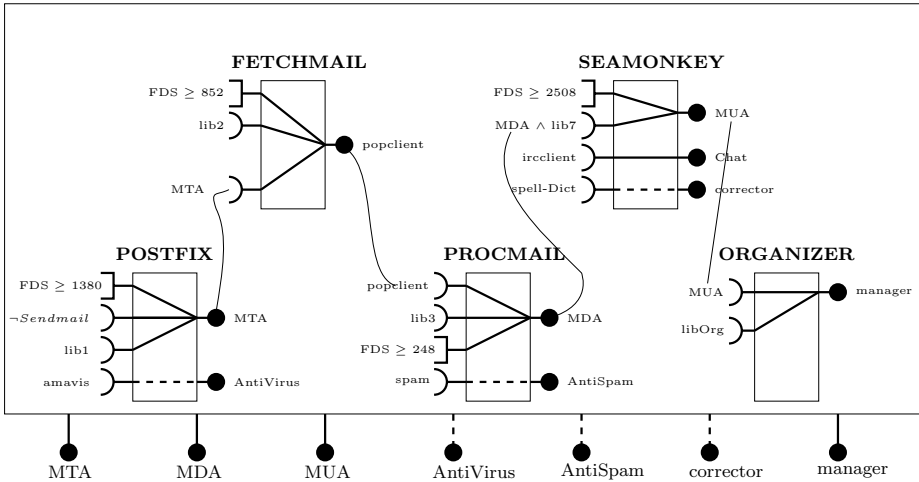 FETCHMAIL
FDS ≥ 852
lib2
MTA
popclient
SEAMONKEY
FDS ≥ 2508
MDA ∧ lib7
ircclient
spell-Dict
MUA
Chat
corrector
POSTFIX
FDS ≥ 1380
¬Sendmail
lib1
amavis
MTA
AntiVirus
PROCMAIL
popclient
lib3
FDS ≥ 248
spam
MDA
AntiSpam
ORGANIZER
MUA
libOrg
manager
MTA
MDA
MUA
AntiVirus
AntiSpam
corrector
manager